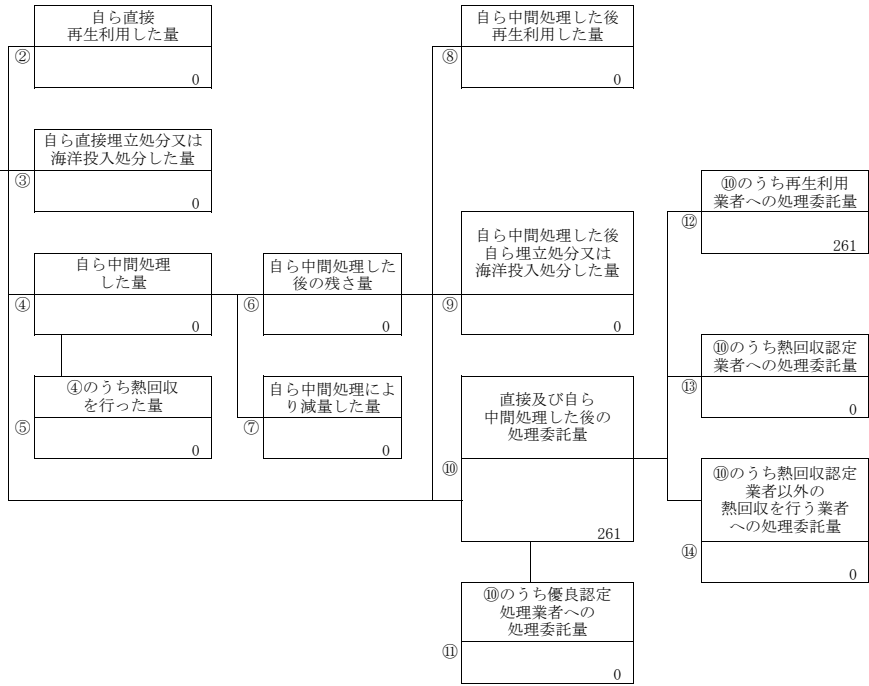 自ら直接
再生利用した量
②
0
自ら中間処理した後
再生利用した量
⑧
0
自ら直接埋立処分又は
海洋投入処分した量
③
0
⑩のうち再生利用
業者への処理委託量
⑫
261
自ら中間処理した後
自ら埋立処分又は
海洋投入処分した量
⑨
0
自ら中間処理
した量
④
0
自ら中間処理した
後の残さ量
⑥
0
⑩のうち熱回収認定
業者への処理委託量
⑬
0
④のうち熱回収
を行った量
⑤
0
自ら中間処理によ
り減量した量
⑦
0
直接及び自ら
中間処理した後の
処理委託量
⑩
261
⑩のうち熱回収認定
業者以外の
熱回収を行う業者
への処理委託量
⑭
0
⑩のうち優良認定
処理業者への
処理委託量
⑪
0